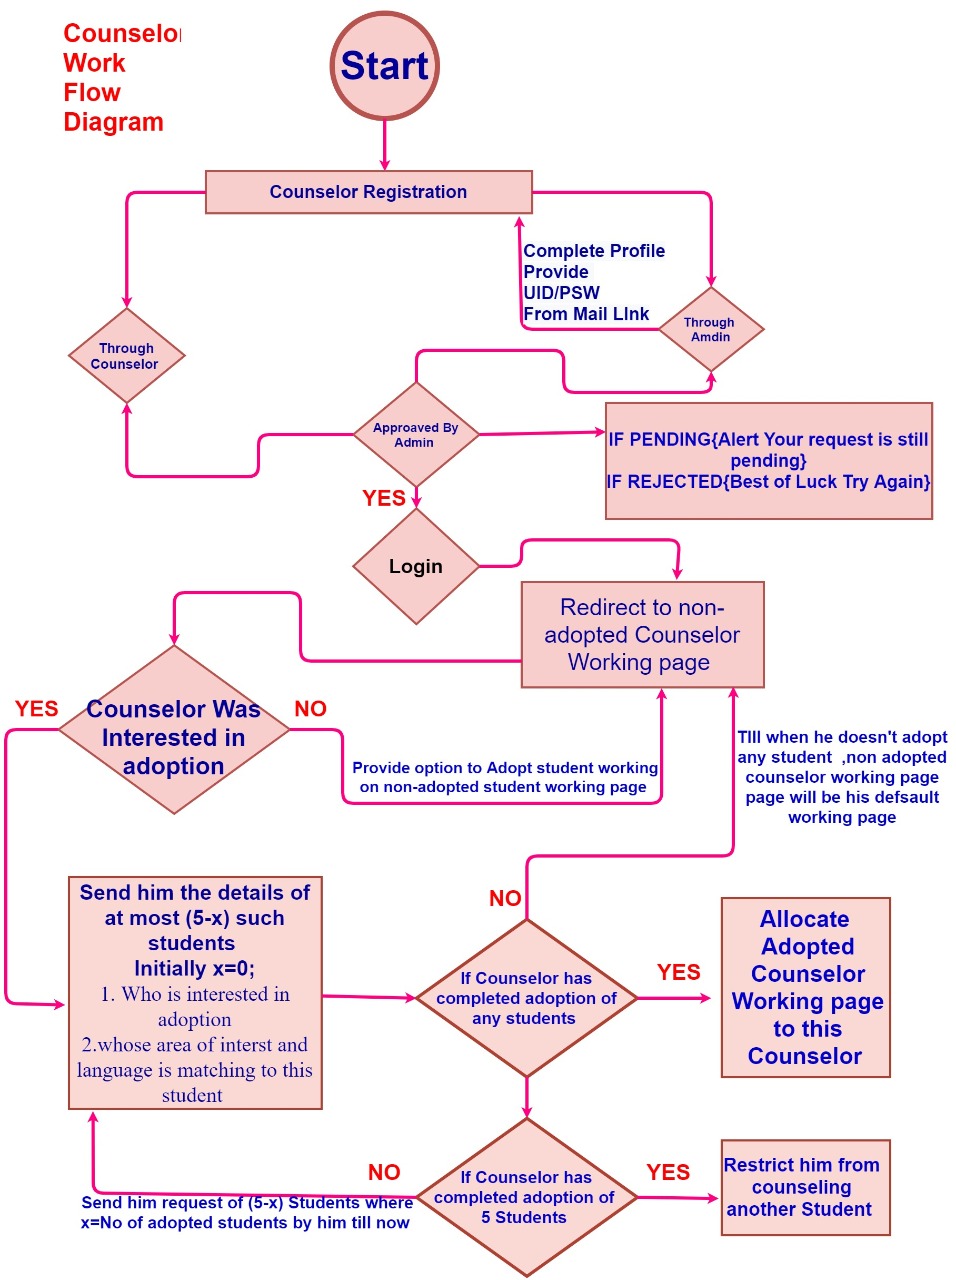 Counselor
Work
Flow
Diagram
Start
Counselor Registration
Complete Profile
Provide
UID/PSW
From Mail LInk
Through
Amdin
Through
Counselor
Approaved By
Admin
IF PENDING{Alert Your request is still
pending}
IF REJECTED{Best of Luck Try Again}
YES
Login
Redirect to non-
adopted Counselor
Working page
YES
Counselor Was
Interested in
adoption
NO
Provide option to Adopt student working
on non-adopted student working page
TIll when he doesn't adopt
any student ,non adopted
counselor working page
page will be his defsault
working page
Send him the details of
at most (5-x) such
students
Initially x=0;
1. Who is interested in
adoption
2.whose area of interst and
language is matching to this
student
NO
If Counselor has
completed adoption of
any students
YES
Allocate
Adopted
Counselor
Working page
to this
Counselor
NO
Send him request of (5-x) Students where
x=No of adopted students by him till now
If Counselor has
completed adoption of
5 Students
YES
Restrict him from
counseling
another Student